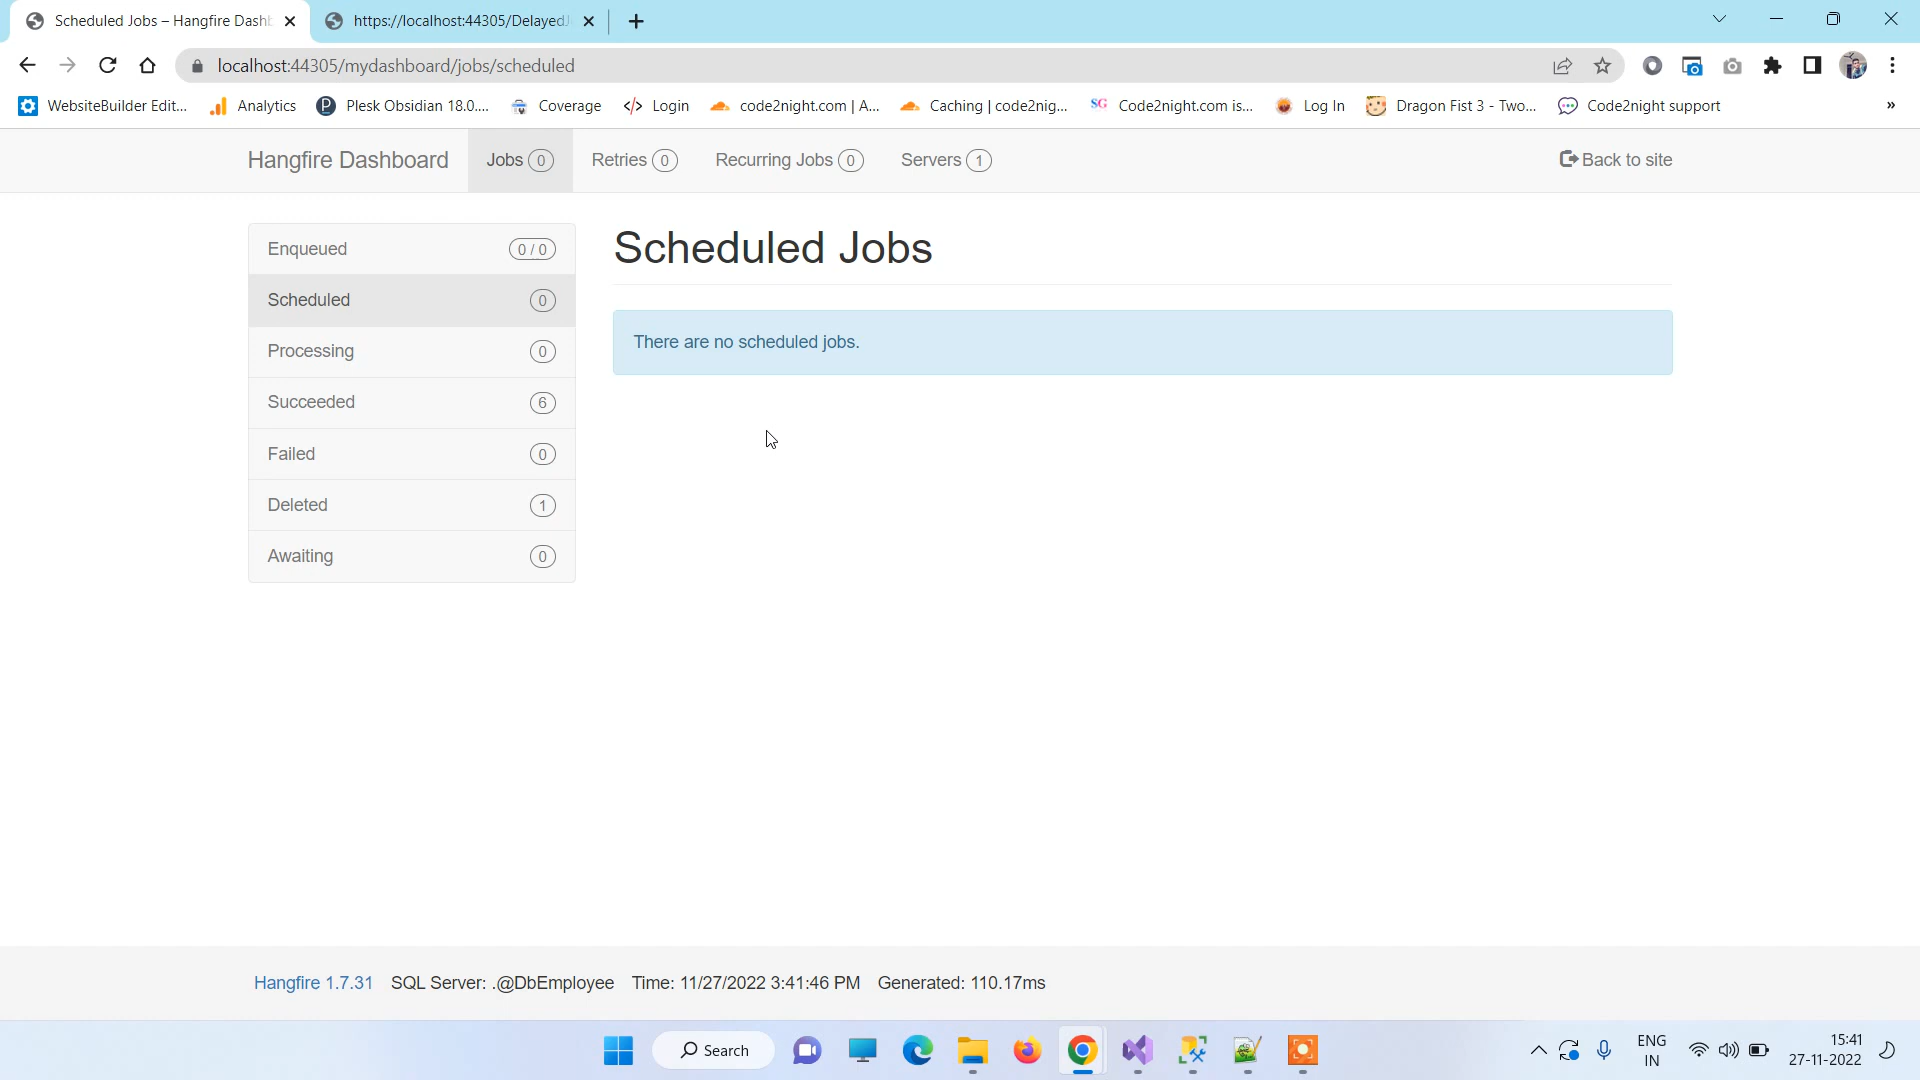 Scheduled Jobs – Hangfire Dashb
https://localhost:44305/DelayedJ
localhost:44305/mydashboard/jobs/scheduled
WebsiteBuilder Edit... Analytics Plesk Obsidian 18.0.... Coverage Login code2night.com | A... Caching | code2nig... SG Code2night.com is... Log In Dragon Fist 3 - Two... Code2night support »
Hangfire Dashboard Jobs 0 Retries 0 Recurring Jobs 0 Servers 1 Back to site
Enqueued 0 / 0
Scheduled 0
Processing 0
Succeeded 6
Failed 0
Deleted 1
Awaiting 0
Scheduled Jobs
There are no scheduled jobs.
Hangfire 1.7.31 SQL Server: .@DbEmployee Time: 11/27/2022 3:41:46 PM Generated: 110.17ms
Search
ENG
IN
15:41
27-11-2022